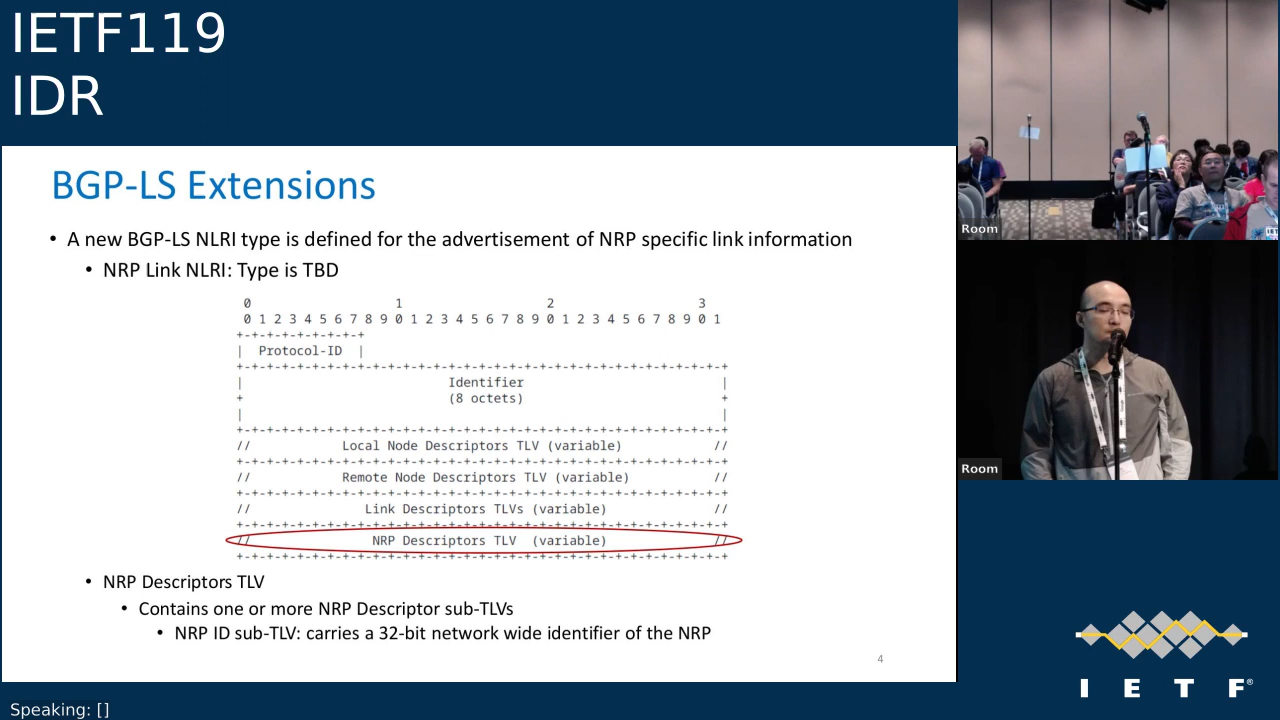 IETF119
IDR
BGP-LS Extensions
• A new BGP-LS NLRI type is defined for the advertisement of NRP specific link information
• NRP Link NLRI: Type is TBD
0 1 2 3
0 1 2 3 4 5 6 7 8 9 0 1 2 3 4 5 6 7 8 9 0 1 2 3 4 5 6 7 8 9 0 1
+-+-+-+-+-+-+-+-+
| Protocol-ID |
+-+-+-+-+-+-+-+-+-+-+-+-+-+-+-+-+-+-+-+-+-+-+-+-+-+-+-+-+-+-+-+-+
| Identifier |
+ (8 octets) +
| |
+-+-+-+-+-+-+-+-+-+-+-+-+-+-+-+-+-+-+-+-+-+-+-+-+-+-+-+-+-+-+-+-+
// Local Node Descriptors TLV (variable) //
+-+-+-+-+-+-+-+-+-+-+-+-+-+-+-+-+-+-+-+-+-+-+-+-+-+-+-+-+-+-+-+-+
// Remote Node Descriptors TLV (variable) //
+-+-+-+-+-+-+-+-+-+-+-+-+-+-+-+-+-+-+-+-+-+-+-+-+-+-+-+-+-+-+-+-+
// Link Descriptors TLVs (variable) //
+-+-+-+-+-+-+-+-+-+-+-+-+-+-+-+-+-+-+-+-+-+-+-+-+-+-+-+-+-+-+-+-+
// NRP Descriptors TLV (variable) //
+-+-+-+-+-+-+-+-+-+-+-+-+-+-+-+-+-+-+-+-+-+-+-+-+-+-+-+-+-+-+-+-+
• NRP Descriptors TLV
• Contains one or more NRP Descriptor sub-TLVs
• NRP ID sub-TLV: carries a 32-bit network wide identifier of the NRP
4
Room
Room
I E T F®
Speaking: []